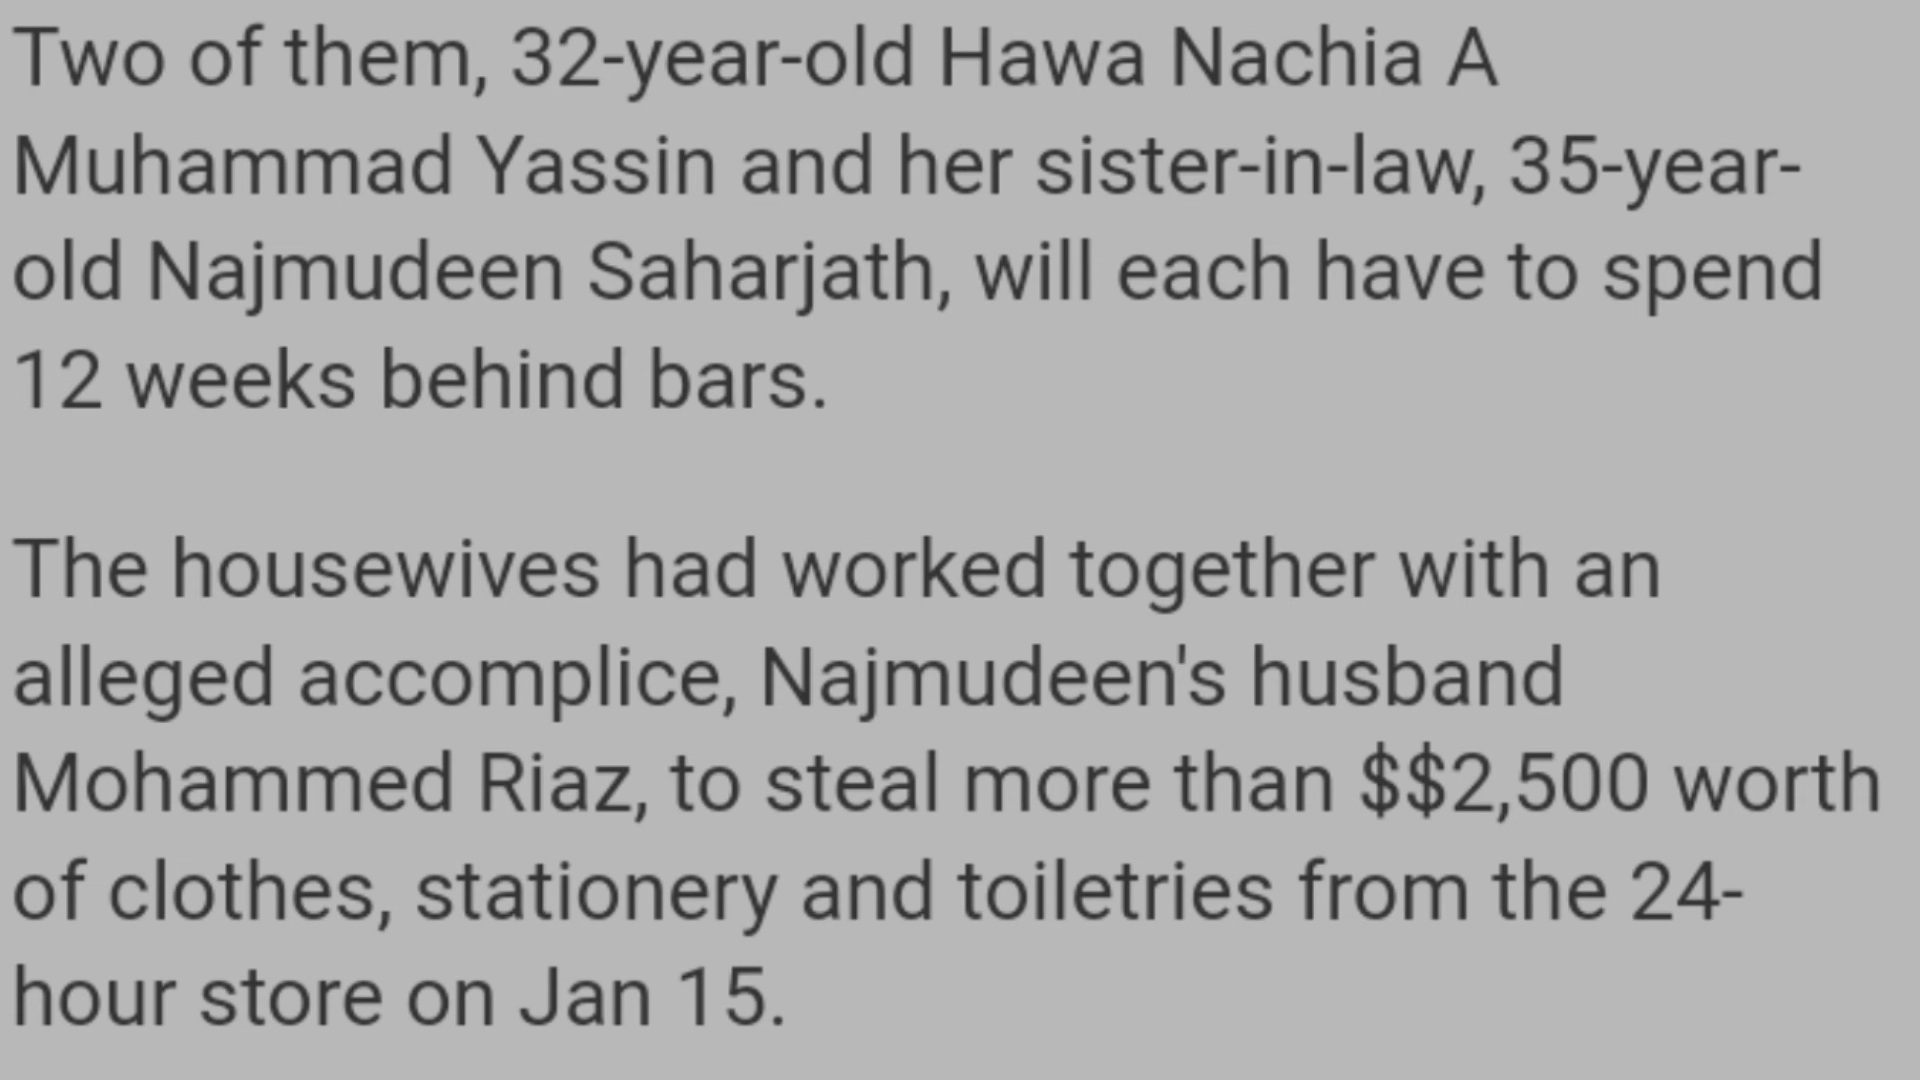 Two of them, 32-year-old Hawa Nachia A
Muhammad Yassin and her sister-in-law, 35-year-
old Najmudeen Saharjath, will each have to spend
12 weeks behind bars.
The housewives had worked together with an
alleged accomplice, Najmudeen's husband
Mohammed Riaz, to steal more than $$2,500 worth
of clothes, stationery and toiletries from the 24-
hour store on Jan 15.